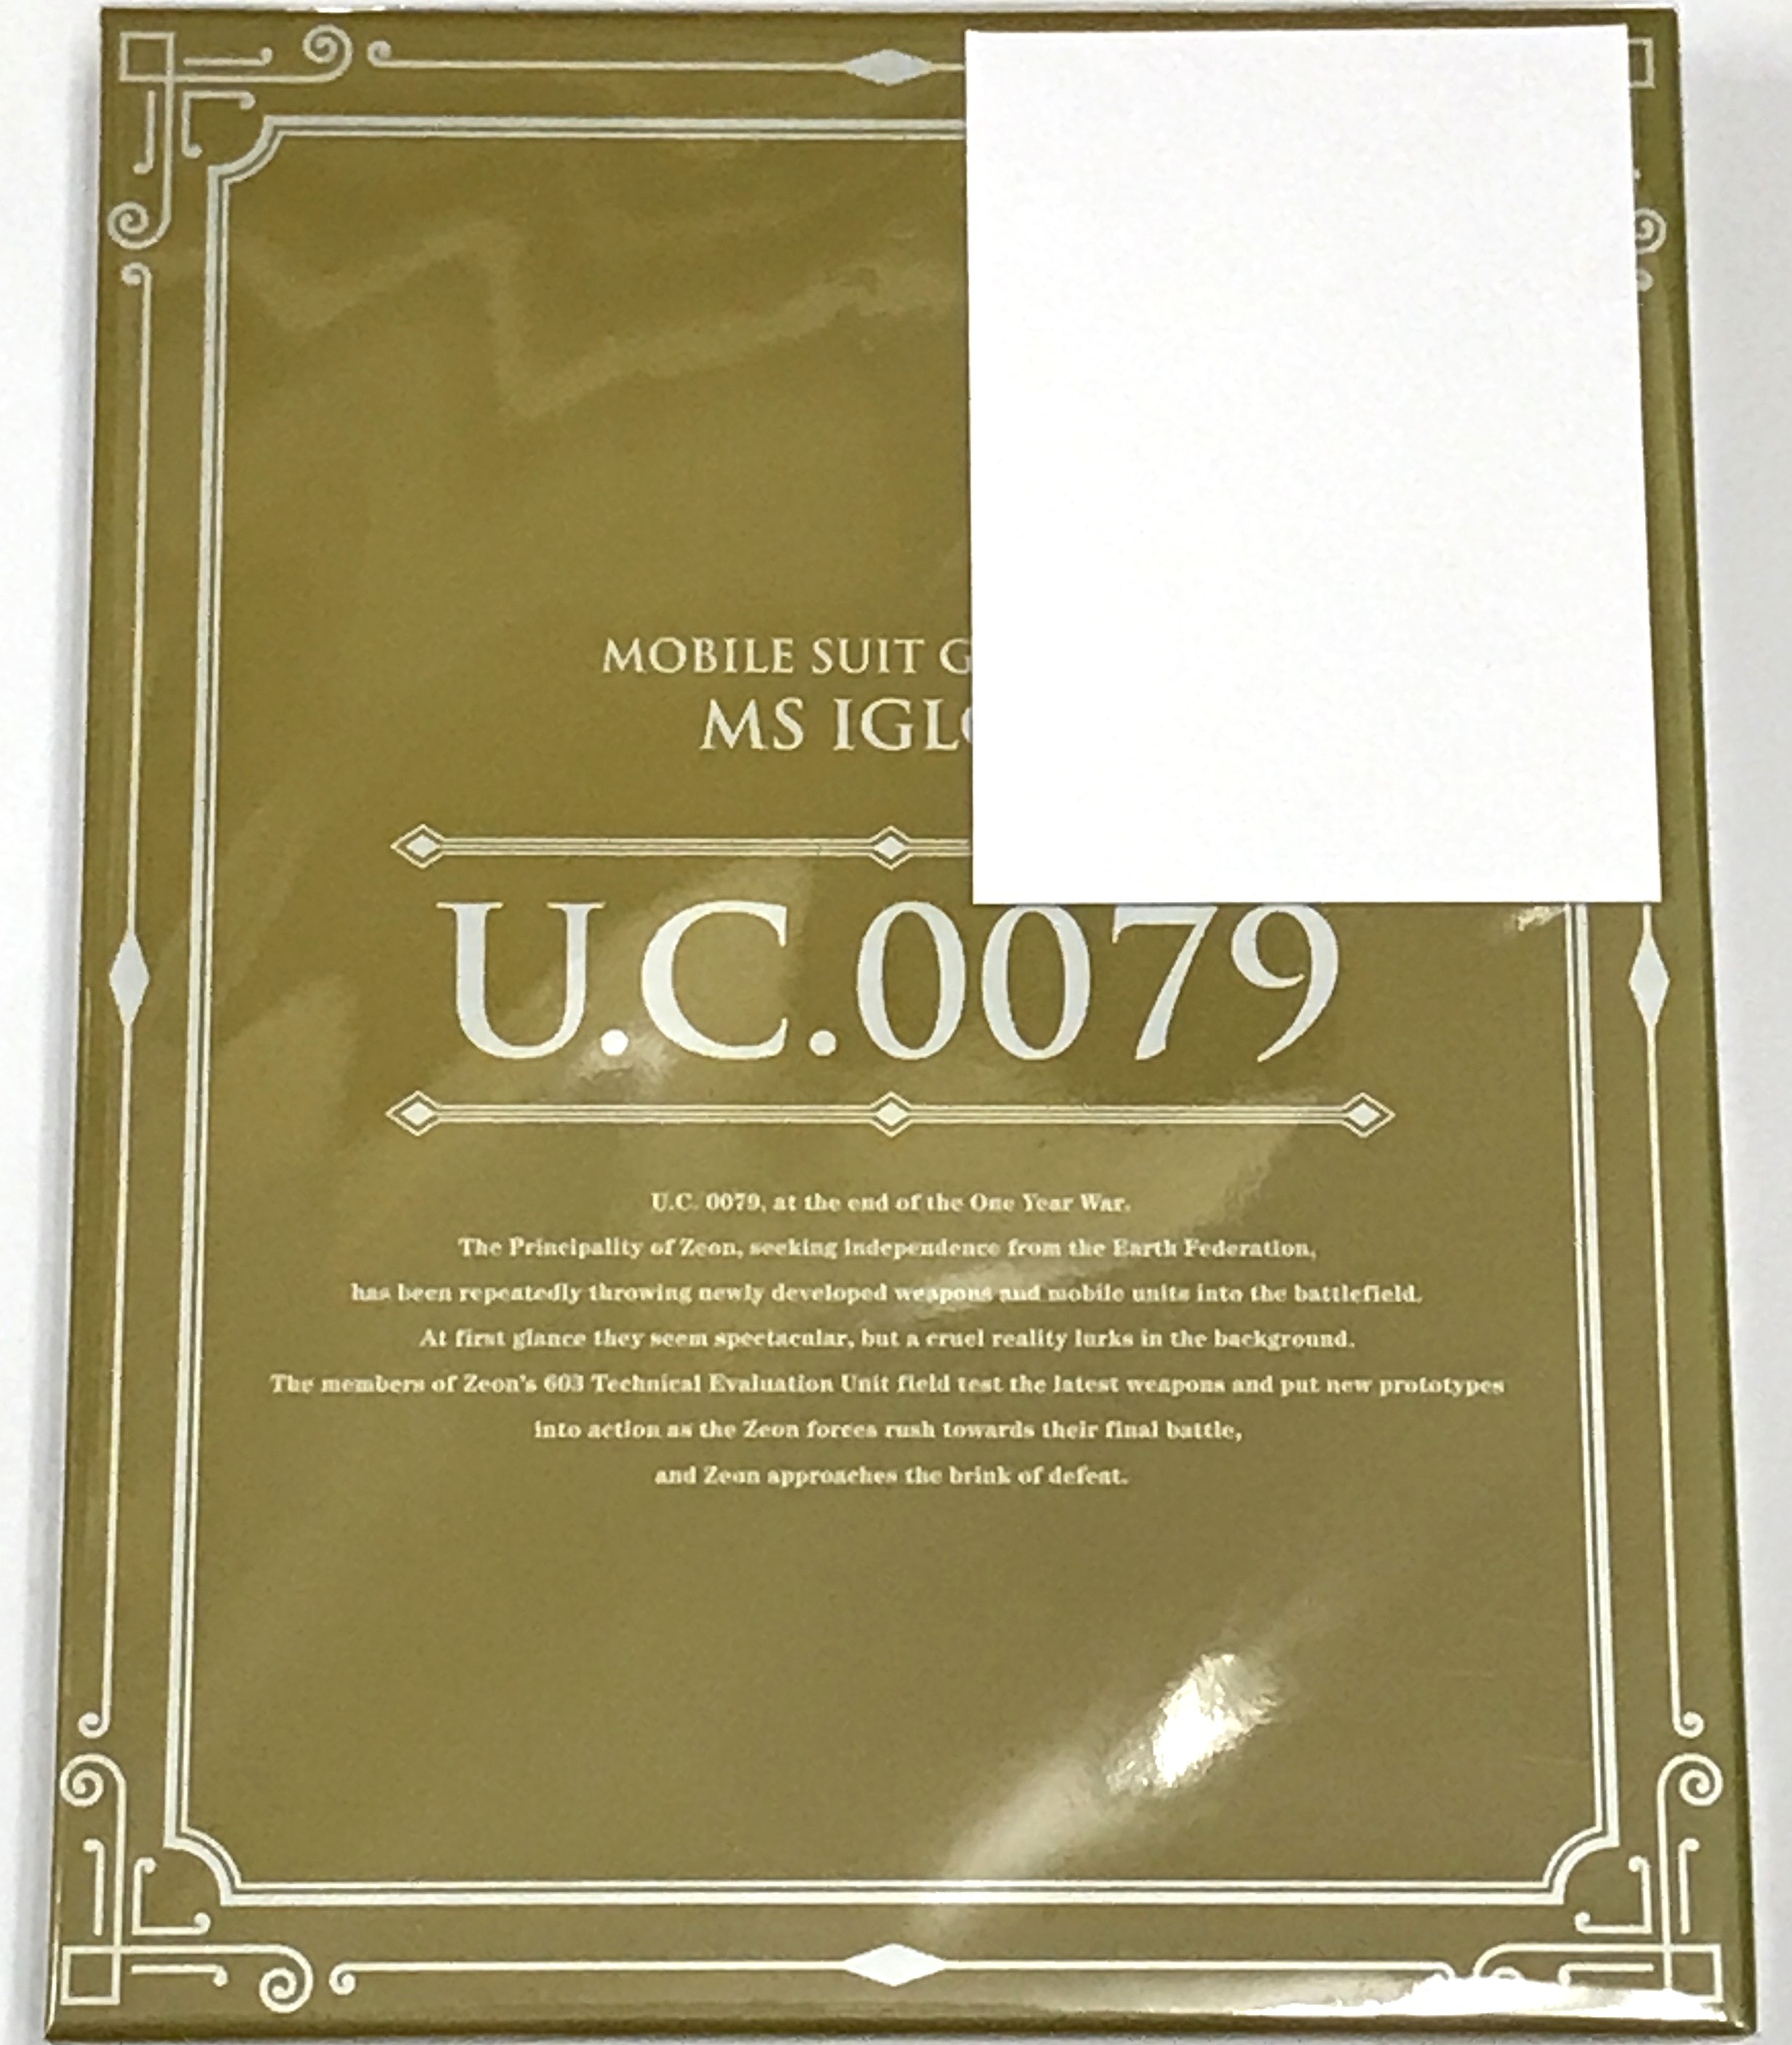 MOBILE SUIT G
MS IGL
U.C.0079
U.C. 0079, at the end of the One Year War.
The Principality of Zeon, seeking independence from the Earth Federation,
has been repeatedly throwing newly developed weapons and mobile units into the battlefield.
At first glance they seem spectacular, but a cruel reality lurks in the background.
The members of Zeon's 603 Technical Evaluation Unit field test the latest weapons and put new prototypes
into action as the Zeon forces rush towards their final battle,
and Zeon approaches the brink of defeat.